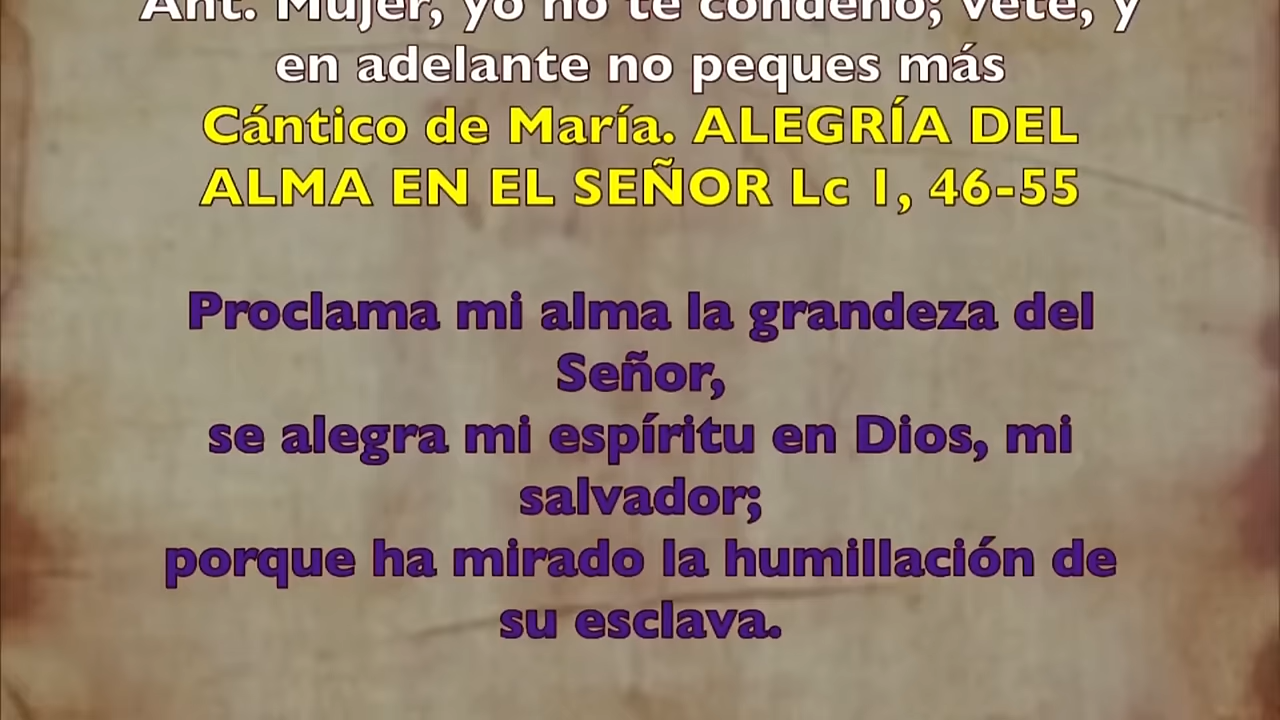 Ant. Mujer, yo no te condeno; vete, y
en adelante no peques más
Cántico de María. ALEGRÍA DEL
ALMA EN EL SEÑOR Lc 1, 46-55
Proclama mi alma la grandeza del
Señor,
se alegra mi espíritu en Dios, mi
salvador;
porque ha mirado la humillación de
su esclava.